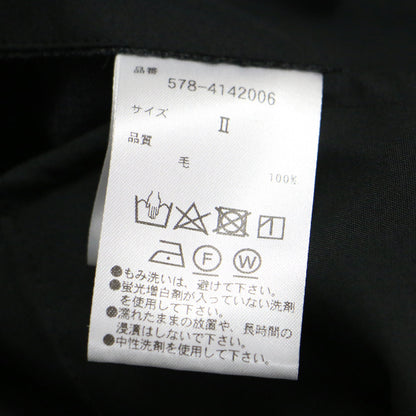 品番
578-4142006
サイズ
Ⅱ
品質
毛
100%
F W
●もみ洗いは、避けて下さい。
●蛍光増白剤が入っていない洗剤
を使用して下さい。
●濡れたままの放置や、長時間の
浸漬はしないで下さい。
●中性洗剤を使用して下さい。